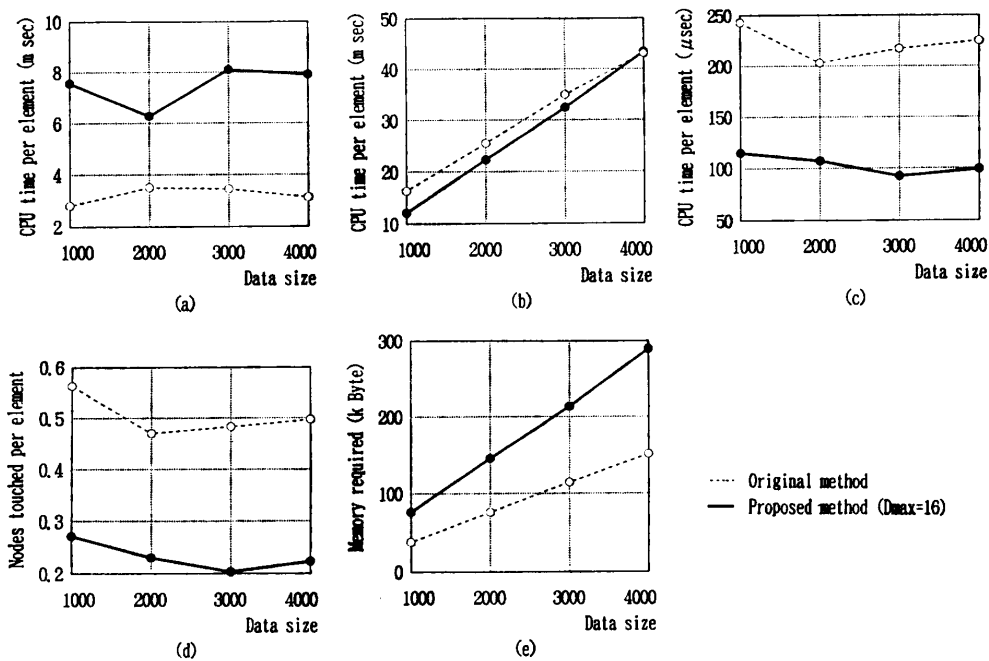 CPU time per element (m sec)
10
8
6
4
2
1000 2000 3000 4000
Data size
(a)
CPU time per element (m sec)
50
40
30
20
10
1000 2000 3000 4000
Data size
(b)
CPU time per element (μsec)
250
200
150
100
50
1000 2000 3000 4000
Data size
(c)
Nodes touched per element
0.6
0.5
0.4
0.3
0.2
1000 2000 3000 4000
Data size
(d)
Memory required (k Byte)
300
200
100
0
1000 2000 3000 4000
Data size
(e)
Original method
Proposed method (Dmax=16)